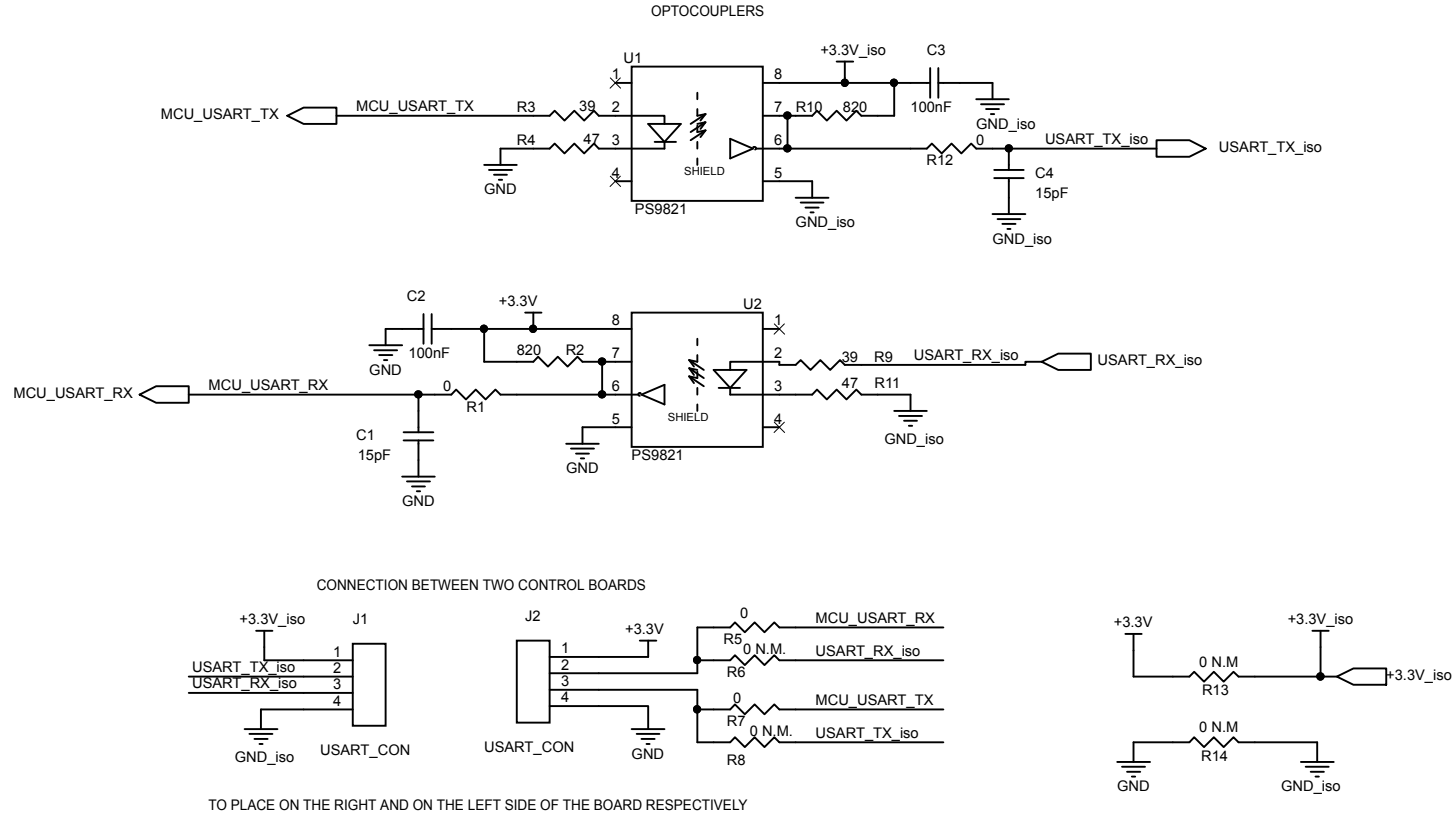 OPTOCOUPLERS
U1
+3.3V_iso
C3
100nF
GND_iso
1
2
3
4
8
7
6
5
MCU_USART_TX
MCU_USART_TX
R3
39
R4
47
GND
SHIELD
PS9821
R10
820
R12
0
USART_TX_iso
USART_TX_iso
C4
15pF
GND_iso
GND_iso
C2
100nF
GND
+3.3V
U2
8
7
6
5
1
2
3
4
820
R2
MCU_USART_RX
MCU_USART_RX
0
R1
C1
15pF
GND
GND
SHIELD
PS9821
39
R9
USART_RX_iso
USART_RX_iso
47
R11
GND_iso
CONNECTION BETWEEN TWO CONTROL BOARDS
+3.3V_iso
J1
1
2
3
4
USART_TX_iso
USART_RX_iso
GND_iso
USART_CON
J2
1
2
3
4
+3.3V
GND
USART_CON
0
R5
MCU_USART_RX
0 N.M.
R6
USART_RX_iso
0
R7
MCU_USART_TX
0 N.M.
R8
USART_TX_iso
+3.3V
+3.3V_iso
0 N.M
R13
+3.3V_iso
0 N.M
R14
GND
GND_iso
TO PLACE ON THE RIGHT AND ON THE LEFT SIDE OF THE BOARD RESPECTIVELY